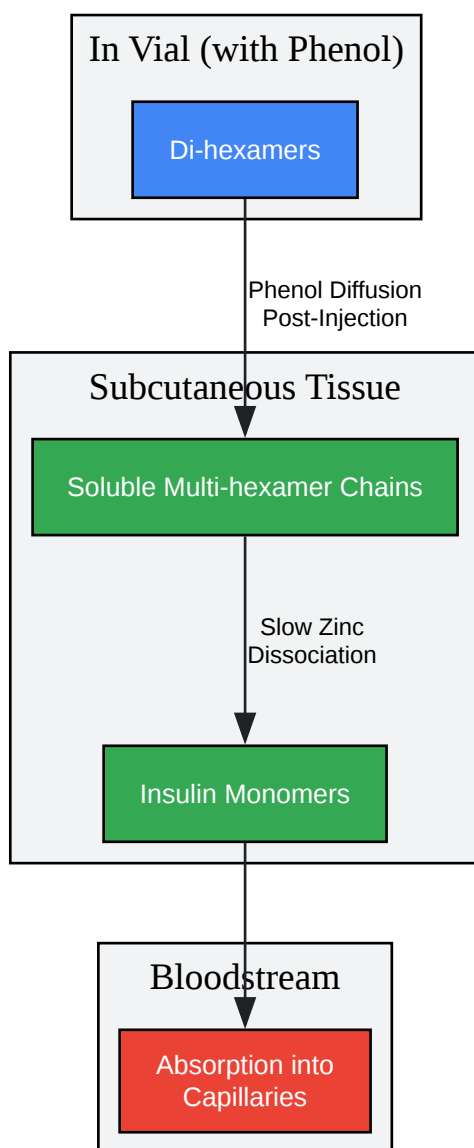 In Vial (with Phenol)
Di-hexamers
Phenol Diffusion
Post-Injection
Subcutaneous Tissue
Soluble Multi-hexamer Chains
Slow Zinc
Dissociation
Insulin Monomers
Bloodstream
Absorption into
Capillaries